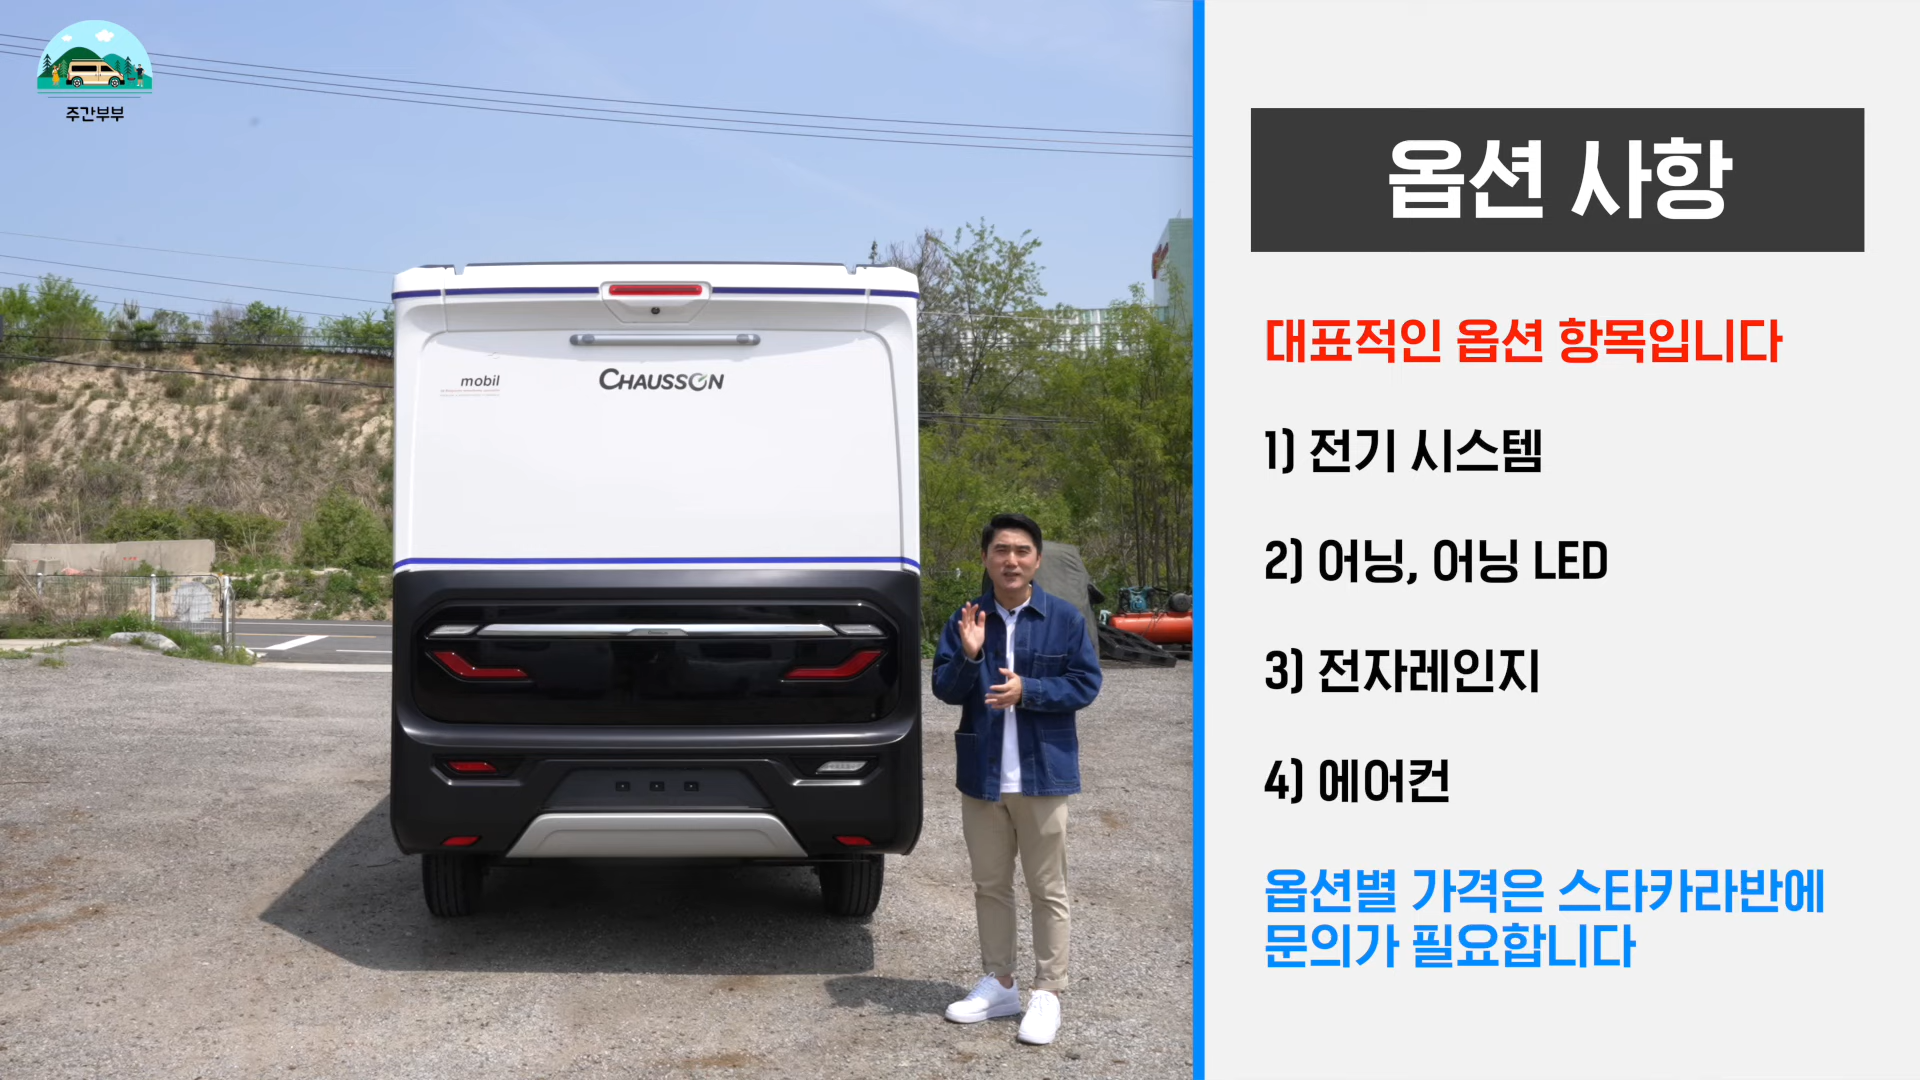 주간부부
mobil
CHAUSSON
옵션 사항
대표적인 옵션 항목입니다
1) 전기 시스템
2) 어닝, 어닝 LED
3) 전자레인지
4) 에어컨
옵션별 가격은 스타카라반에
문의가 필요합니다